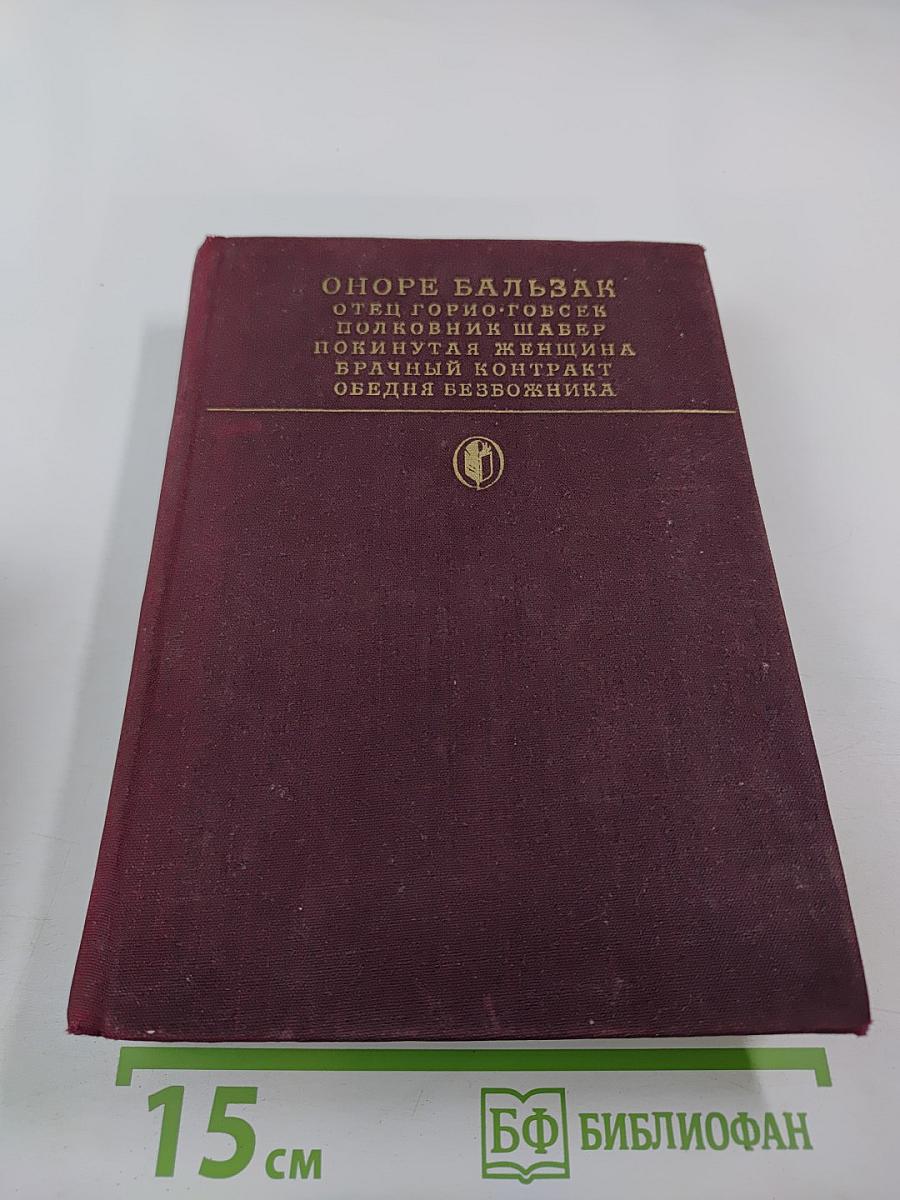 ОНОРЕ БАЛЬЗАК
ОТЕЦ ГОРИО·ГОБСЕК
ПОЛКОВНИК ШАБЕР
ПОКИНУТАЯ ЖЕНЩИНА
БРАЧНЫЙ КОНТРАКТ
ОБЕДНЯ БЕЗБОЖНИКА
15 см
БФ БИБЛИОФАН